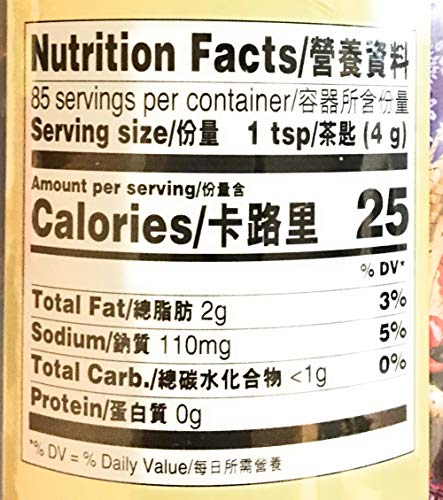 Nutrition Facts/營養資料
85 servings per container/容器所含份量
Serving size/份量 1 tsp/茶匙 (4 g)
Amount per serving/份量含
Calories/卡路里 25
% DV*
Total Fat/總脂肪 2g 3%
Sodium/鈉質 110mg 5%
Total Carb./總碳水化合物 <1g 0%
Protein/蛋白質 0g
*% DV = % Daily Value/每日所需營養